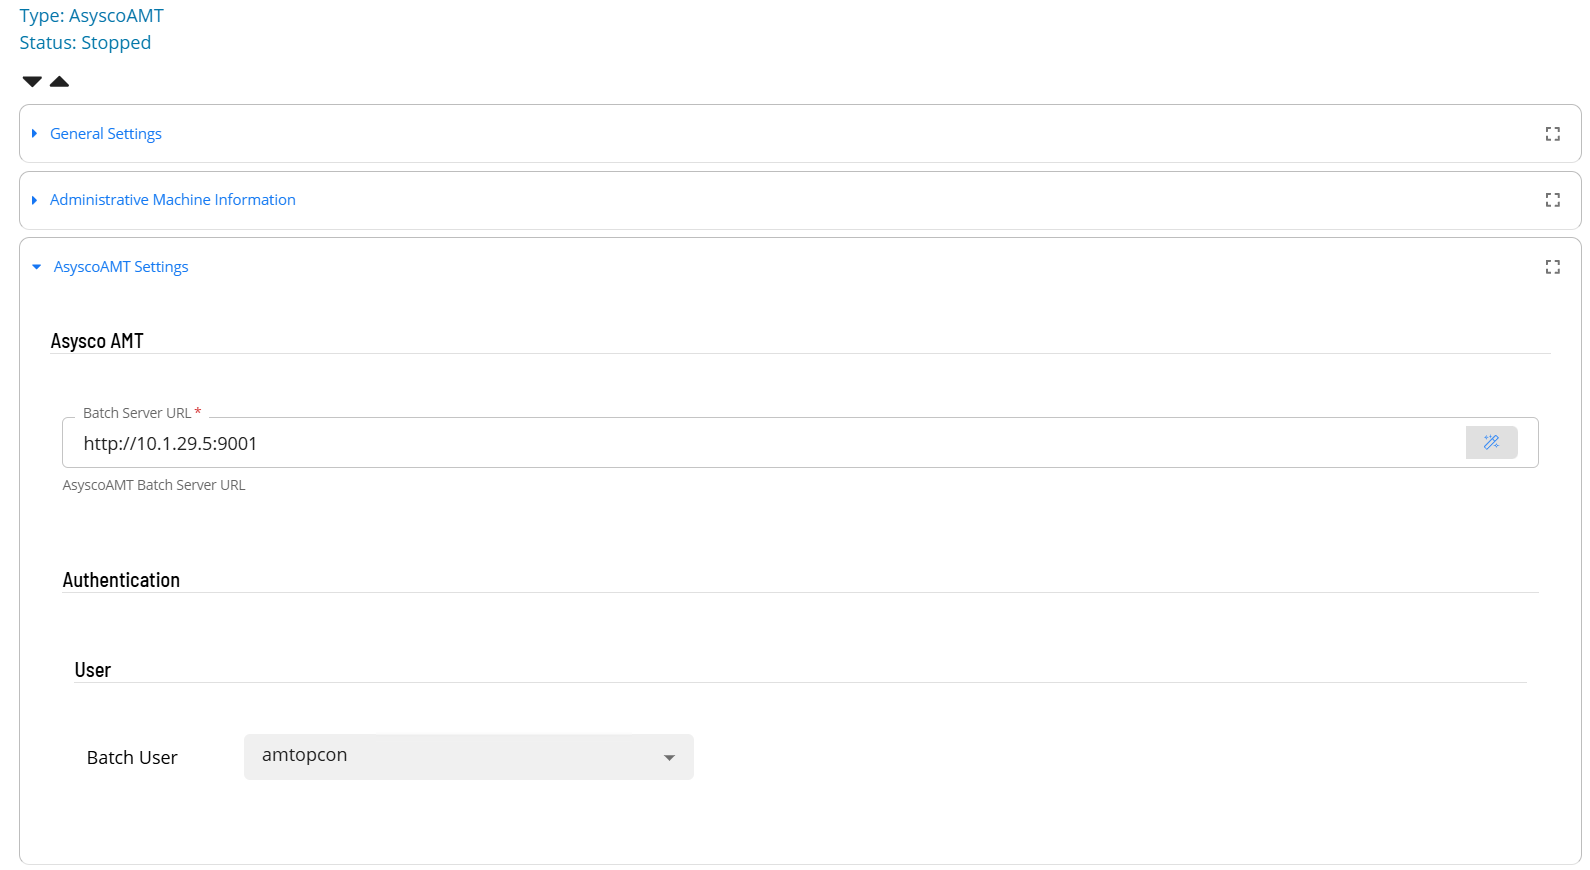 Type: AsyscoAMT
Status: Stopped
General Settings
Administrative Machine Information
AsyscoAMT Settings
Asysco AMT
Batch Server URL *
http://10.1.29.5:9001
AsyscoAMT Batch Server URL
Authentication
User
Batch User amtopcon